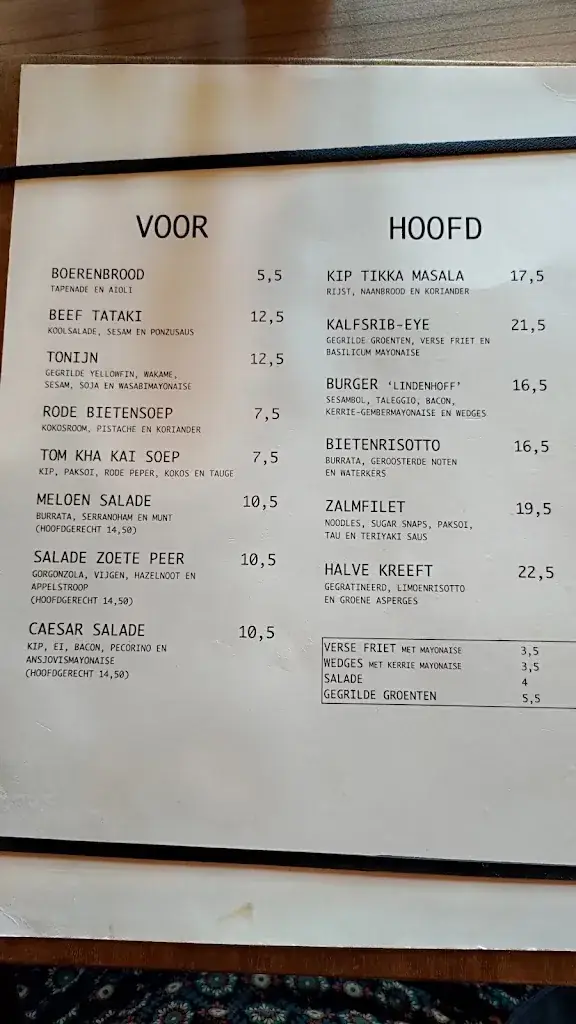 VOOR
BOERENBROOD 5,5
TAPENADE EN AIOLI
BEEF TATAKI 12,5
KOOLSALADE, SESAM EN PONZUSAUS
TONIJN 12,5
GEGRILDE YELLOWFIN, WAKAME,
SESAM, SOJA EN WASABIMAYONAISE
RODE BIETENSOEP 7,5
KOKOSROOM, PISTACHE EN KORIANDER
TOM KHA KAI SOEP 7,5
KIP, PAKSOI, RODE PEPER, KOKOS EN TAUGE
MELOEN SALADE 10,5
BURRATA, SERRANOHAM EN MUNT
(HOOFDGERECHT 14,50)
SALADE ZOETE PEER 10,5
GORGONZOLA, VIJGEN, HAZELNOOT EN
APPELSTROOP
(HOOFDGERECHT 14,50)
CAESAR SALADE 10,5
KIP, EI, BACON, PECORINO EN
ANSJOVISMAYONAISE
(HOOFDGERECHT 14,50)
HOOFD
KIP TIKKA MASALA 17,5
RIJST, NAANBROOD EN KORIANDER
KALFSRIB-EYE 21,5
GEGRILDE GROENTEN, VERSE FRIET EN
BASILICUM MAYONAISE
BURGER ‘LINDENHOFF’ 16,5
SESAMBOL, TALEGGIO, BACON,
KERRIE-GEMBERMAYONAISE EN WEDGES
BIETENRISOTTO 16,5
BURRATA, GEROOSTERDE NOTEN
EN WATERKERS
ZALMFILET 19,5
NOODLES, SUGAR SNAPS, PAKSOI,
TAU EN TERIYAKI SAUS
HALVE KREEFT 22,5
GEGRATINEERD, LIMOENRISOTTO
EN GROENE ASPERGES
VERSE FRIET MET MAYONAISE 3,5
WEDGES MET KERRIE MAYONAISE 3,5
SALADE 4
GEGRILDE GROENTEN 5,5